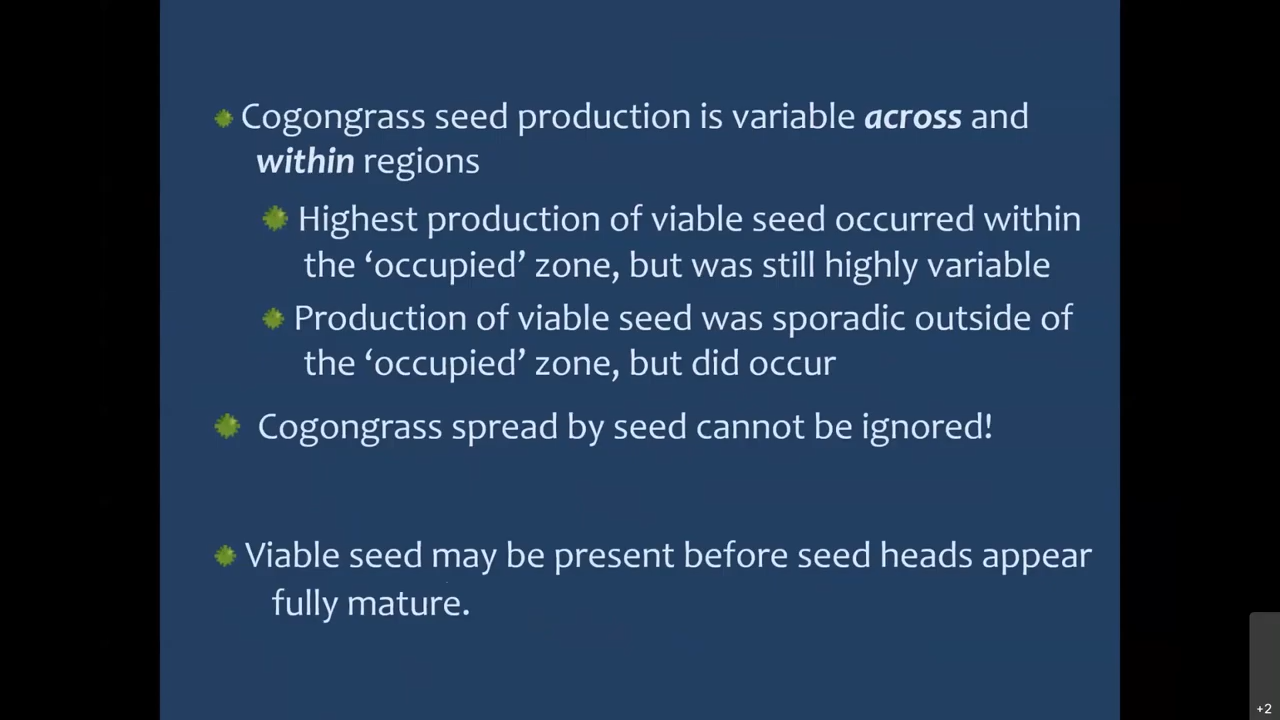 Cogongrass seed production is variable across and
within regions
Highest production of viable seed occurred within
the ‘occupied’ zone, but was still highly variable
Production of viable seed was sporadic outside of
the ‘occupied’ zone, but did occur
Cogongrass spread by seed cannot be ignored!
Viable seed may be present before seed heads appear
fully mature.
+2